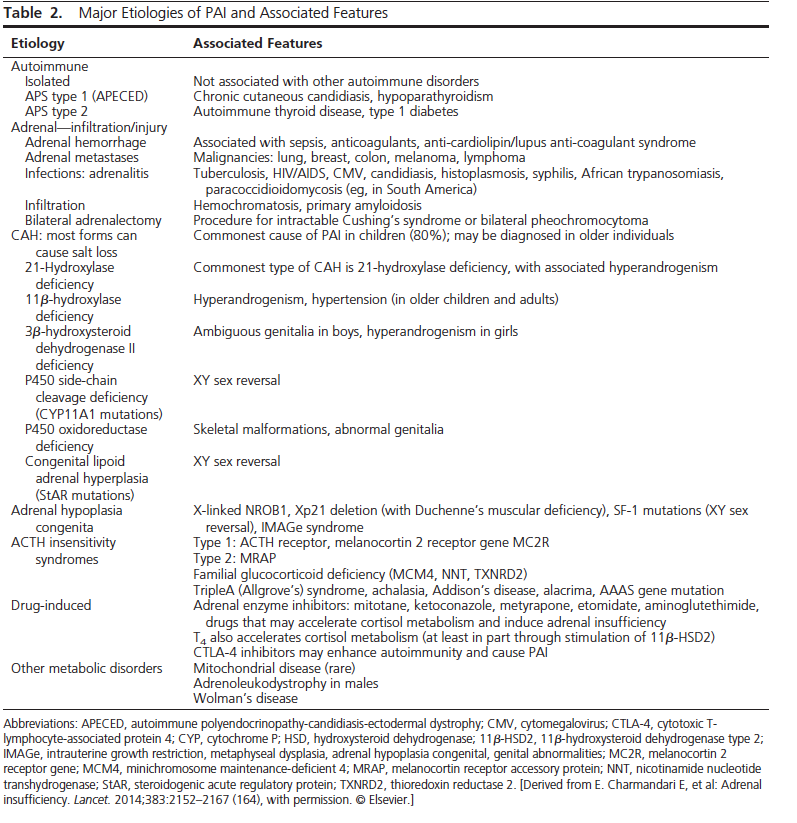 Table 2. Major Etiologies of PAI and Associated Features
Etiology Associated Features
Autoimmune
Isolated Not associated with other autoimmune disorders
APS type 1 (APECED) Chronic cutaneous candidiasis, hypoparathyroidism
APS type 2 Autoimmune thyroid disease, type 1 diabetes
Adrenal—infiltration/injury
Adrenal hemorrhage Associated with sepsis, anticoagulants, anti-cardiolipin/lupus anti-coagulant syndrome
Adrenal metastases Malignancies: lung, breast, colon, melanoma, lymphoma
Infections: adrenalitis Tuberculosis, HIV/AIDS, CMV, candidiasis, histoplasmosis, syphilis, African trypanosomiasis,
paracoccidioidomycosis (eg, in South America)
Infiltration Hemochromatosis, primary amyloidosis
Bilateral adrenalectomy Procedure for intractable Cushing's syndrome or bilateral pheochromocytoma
CAH: most forms can Commonest cause of PAI in children (80%); may be diagnosed in older individuals
cause salt loss
21-Hydroxylase Commonest type of CAH is 21-hydroxylase deficiency, with associated hyperandrogenism
deficiency
11β-hydroxylase Hyperandrogenism, hypertension (in older children and adults)
deficiency
3β-hydroxysteroid Ambiguous genitalia in boys, hyperandrogenism in girls
dehydrogenase II
deficiency
P450 side-chain XY sex reversal
cleavage deficiency
(CYP11A1 mutations)
P450 oxidoreductase Skeletal malformations, abnormal genitalia
deficiency
Congenital lipoid XY sex reversal
adrenal hyperplasia
(StAR mutations)
Adrenal hypoplasia X-linked NROB1, Xp21 deletion (with Duchenne's muscular deficiency), SF-1 mutations (XY sex
congenita reversal), IMAGe syndrome
ACTH insensitivity Type 1: ACTH receptor, melanocortin 2 receptor gene MC2R
syndromes Type 2: MRAP
Familial glucocorticoid deficiency (MCM4, NNT, TXNRD2)
TripleA (Allgrove's) syndrome, achalasia, Addison's disease, alacrima, AAAS gene mutation
Drug-induced Adrenal enzyme inhibitors: mitotane, ketoconazole, metyrapone, etomidate, aminoglutethimide,
drugs that may accelerate cortisol metabolism and induce adrenal insufficiency
T4 also accelerates cortisol metabolism (at least in part through stimulation of 11β-HSD2)
CTLA-4 inhibitors may enhance autoimmunity and cause PAI
Other metabolic disorders Mitochondrial disease (rare)
Adrenoleukodystrophy in males
Wolman's disease
Abbreviations: APECED, autoimmune polyendocrinopathy-candidiasis-ectodermal dystrophy; CMV, cytomegalovirus; CTLA-4, cytotoxic T-
lymphocyte-associated protein 4; CYP, cytochrome P; HSD, hydroxysteroid dehydrogenase; 11β-HSD2, 11β-hydroxysteroid dehydrogenase type 2;
IMAGe, intrauterine growth restriction, metaphyseal dysplasia, adrenal hypoplasia congenital, genital abnormalities; MC2R, melanocortin 2
receptor gene; MCM4, minichromosome maintenance-deficient 4; MRAP, melanocortin receptor accessory protein; NNT, nicotinamide nucleotide
transhydrogenase; StAR, steroidogenic acute regulatory protein; TXNRD2, thioredoxin reductase 2. [Derived from E. Charmandari E, et al: Adrenal
insufficiency. Lancet. 2014;383:2152–2167 (164), with permission. © Elsevier.]